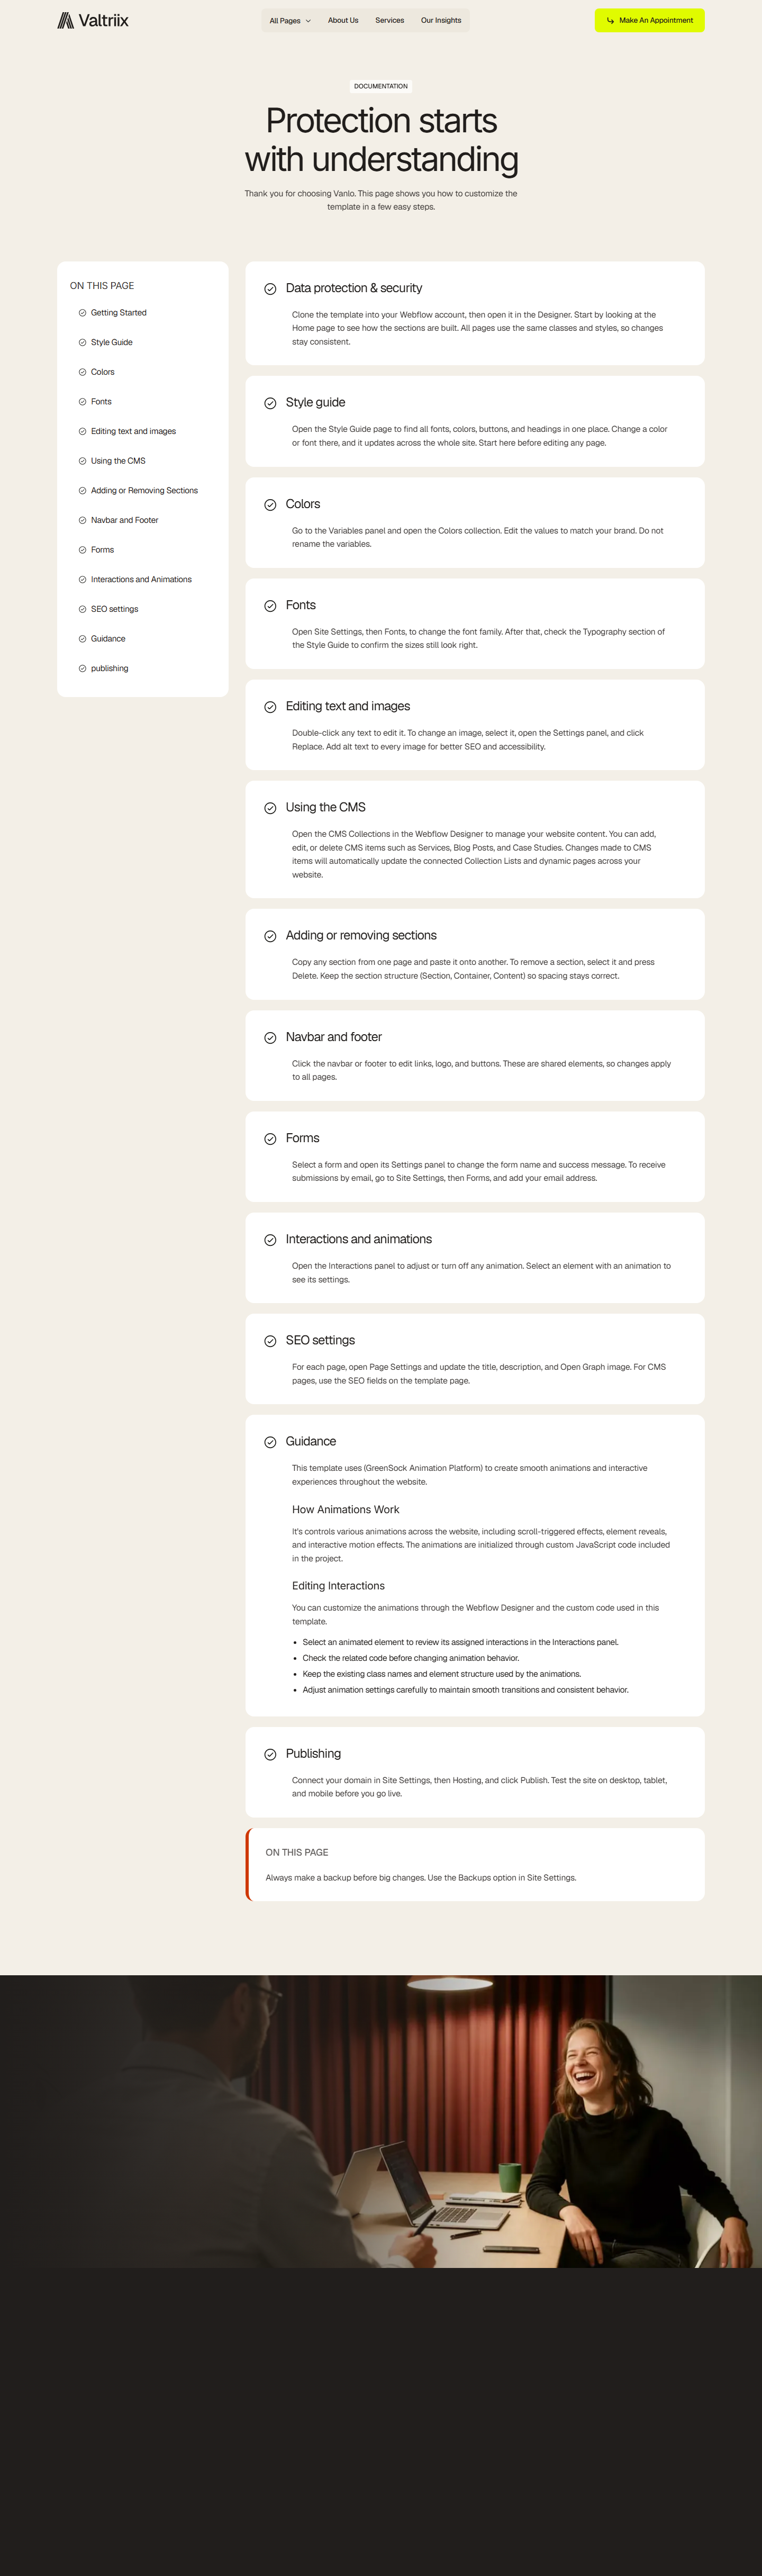 Valtriix
All Pages
About Us
Services
Our Insights
Make An Appointment
DOCUMENTATION
Protection starts
with understanding
Thank you for choosing Vanlo. This page shows you how to customize the
template in a few easy steps.
ON THIS PAGE
Getting Started
Style Guide
Colors
Fonts
Editing text and images
Using the CMS
Adding or Removing Sections
Navbar and Footer
Forms
Interactions and Animations
SEO settings
Guidance
publishing
Data protection & security
Clone the template into your Webflow account, then open it in the Designer. Start by looking at the
Home page to see how the sections are built. All pages use the same classes and styles, so changes
stay consistent.
Style guide
Open the Style Guide page to find all fonts, colors, buttons, and headings in one place. Change a color
or font there, and it updates across the whole site. Start here before editing any page.
Colors
Go to the Variables panel and open the Colors collection. Edit the values to match your brand. Do not
rename the variables.
Fonts
Open Site Settings, then Fonts, to change the font family. After that, check the Typography section of
the Style Guide to confirm the sizes still look right.
Editing text and images
Double-click any text to edit it. To change an image, select it, open the Settings panel, and click
Replace. Add alt text to every image for better SEO and accessibility.
Using the CMS
Open the CMS Collections in the Webflow Designer to manage your website content. You can add,
edit, or delete CMS items such as Services, Blog Posts, and Case Studies. Changes made to CMS
items will automatically update the connected Collection Lists and dynamic pages across your
website.
Adding or removing sections
Copy any section from one page and paste it onto another. To remove a section, select it and press
Delete. Keep the section structure (Section, Container, Content) so spacing stays correct.
Navbar and footer
Click the navbar or footer to edit links, logo, and buttons. These are shared elements, so changes apply
to all pages.
Forms
Select a form and open its Settings panel to change the form name and success message. To receive
submissions by email, go to Site Settings, then Forms, and add your email address.
Interactions and animations
Open the Interactions panel to adjust or turn off any animation. Select an element with an animation to
see its settings.
SEO settings
For each page, open Page Settings and update the title, description, and Open Graph image. For CMS
pages, use the SEO fields on the template page.
Guidance
This template uses (GreenSock Animation Platform) to create smooth animations and interactive
experiences throughout the website.
How Animations Work
It's controls various animations across the website, including scroll-triggered effects, element reveals,
and interactive motion effects. The animations are initialized through custom JavaScript code included
in the project.
Editing Interactions
You can customize the animations through the Webflow Designer and the custom code used in this
template.
• Select an animated element to review its assigned interactions in the Interactions panel.
• Check the related code before changing animation behavior.
• Keep the existing class names and element structure used by the animations.
• Adjust animation settings carefully to maintain smooth transitions and consistent behavior.
Publishing
Connect your domain in Site Settings, then Hosting, and click Publish. Test the site on desktop, tablet,
and mobile before you go live.
ON THIS PAGE
Always make a backup before big changes. Use the Backups option in Site Settings.